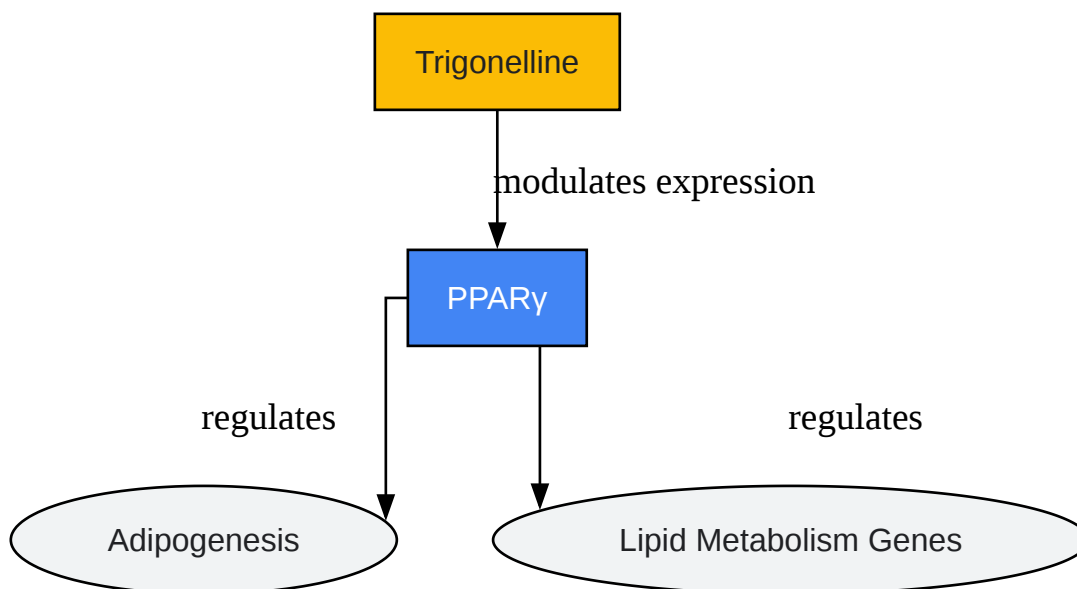 Trigonelline
modulates expression
PPARγ
regulates
regulates
Adipogenesis
Lipid Metabolism Genes